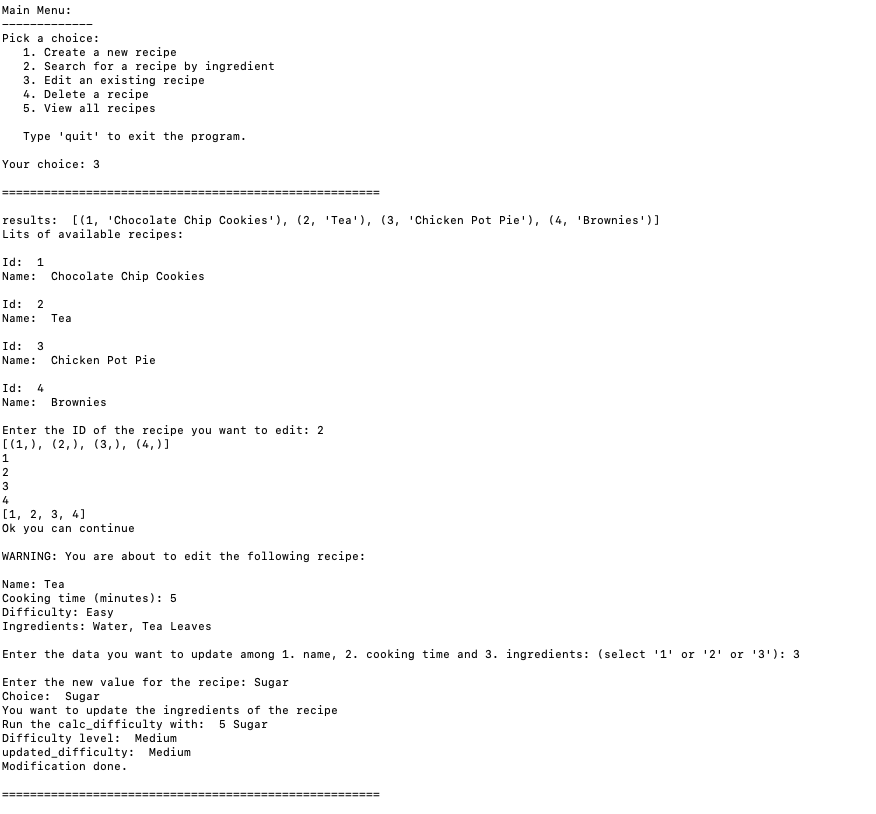 Main Menu:
-------------
Pick a choice:
   1. Create a new recipe
   2. Search for a recipe by ingredient
   3. Edit an existing recipe
   4. Delete a recipe
   5. View all recipes

   Type 'quit' to exit the program.

Your choice: 3

======================================================

results:  [(1, 'Chocolate Chip Cookies'), (2, 'Tea'), (3, 'Chicken Pot Pie'), (4, 'Brownies')]
Lits of available recipes:

Id:  1
Name:  Chocolate Chip Cookies

Id:  2
Name:  Tea

Id:  3
Name:  Chicken Pot Pie

Id:  4
Name:  Brownies

Enter the ID of the recipe you want to edit: 2
[(1,), (2,), (3,), (4,)]
1
2
3
4
[1, 2, 3, 4]
Ok you can continue

WARNING: You are about to edit the following recipe:

Name: Tea
Cooking time (minutes): 5
Difficulty: Easy
Ingredients: Water, Tea Leaves

Enter the data you want to update among 1. name, 2. cooking time and 3. ingredients: (select '1' or '2' or '3'): 3

Enter the new value for the recipe: Sugar
Choice:  Sugar
You want to update the ingredients of the recipe
Run the calc_difficulty with:  5 Sugar
Difficulty level:  Medium
updated_difficulty:  Medium
Modification done.

======================================================